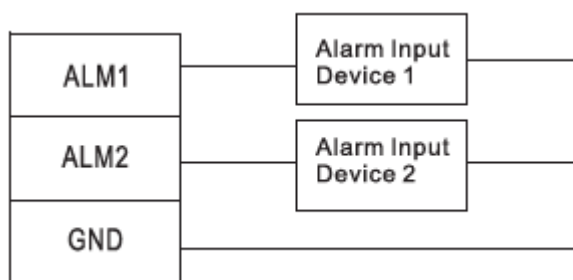 ALM1
Alarm Input
Device 1
ALM2
Alarm Input
Device 2
GND